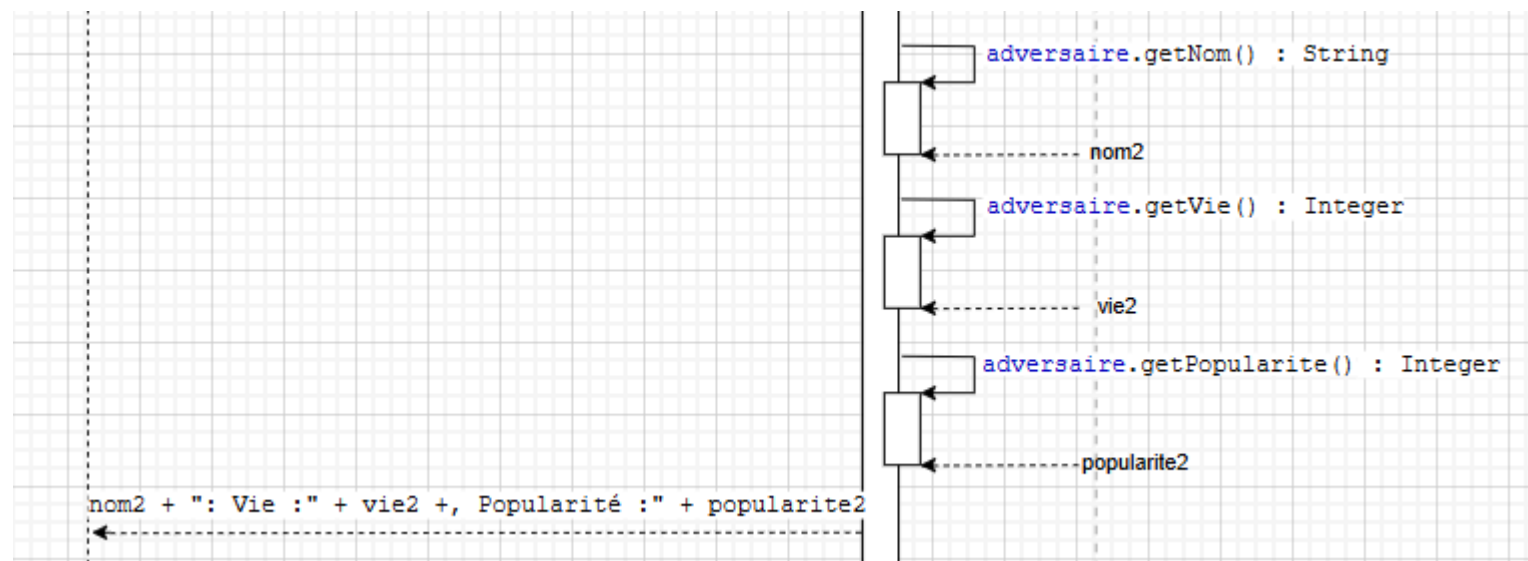 adversaire.getNom() : String
nom2
adversaire.getVie() : Integer
vie2
adversaire.getPopularite() : Integer
popularite2
nom2 + ": Vie :" + vie2 +, Popularité :" + popularite2